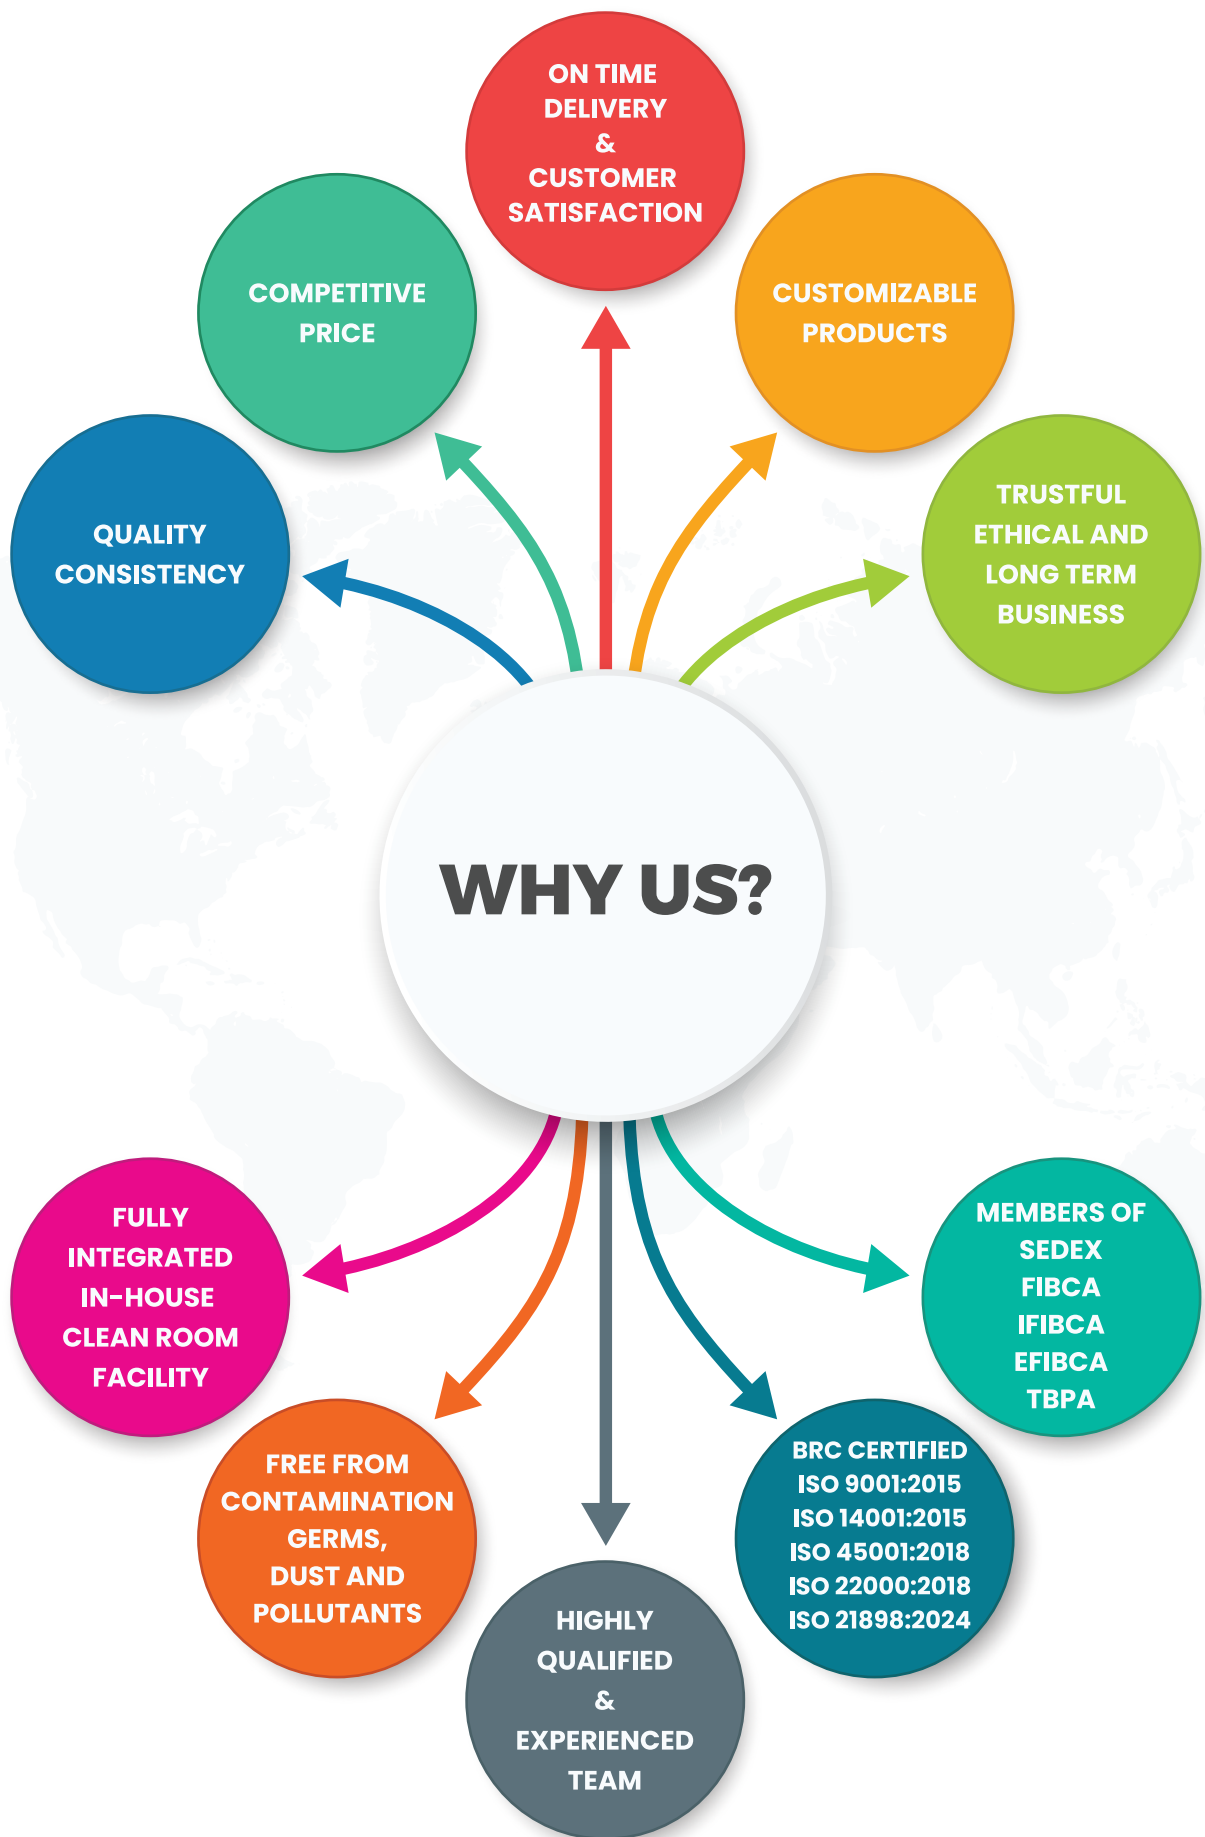 ON TIME
DELIVERY
&
CUSTOMER
SATISFACTION
COMPETITIVE
PRICE
CUSTOMIZABLE
PRODUCTS
QUALITY
CONSISTENCY
TRUSTFUL
ETHICAL AND
LONG TERM
BUSINESS
WHY US?
FULLY
INTEGRATED
IN-HOUSE
CLEAN ROOM
FACILITY
MEMBERS OF
SEDEX
FIBCA
IFIBCA
EFIBCA
TBPA
FREE FROM
CONTAMINATION
GERMS,
DUST AND
POLLUTANTS
BRC CERTIFIED
ISO 9001:2015
ISO 14001:2015
ISO 45001:2018
ISO 22000:2018
ISO 21898:2024
HIGHLY
QUALIFIED
&
EXPERIENCED
TEAM